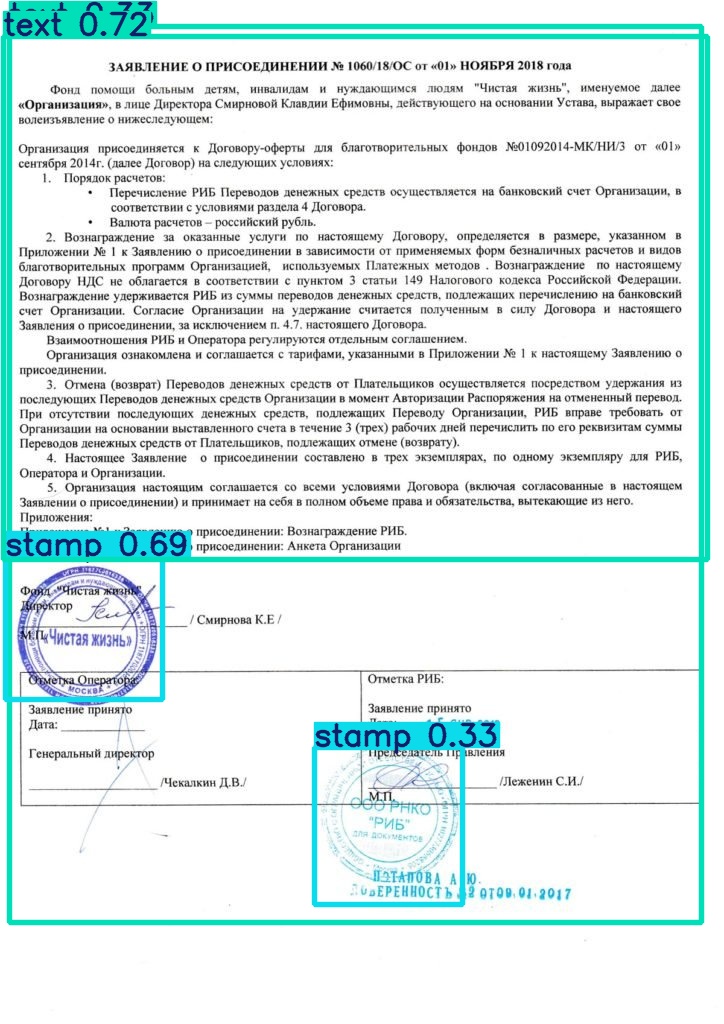 text 0.73
text 0.72
ЗАЯВЛЕНИЕ О ПРИСОЕДИНЕНИИ № 1060/18/ОС от «01» НОЯБРЯ 2018 года
Фонд помощи больным детям, инвалидам и нуждающимся людям "Чистая жизнь", именуемое далее
«Организация», в лице Директора Смирновой Клавдии Ефимовны, действующего на основании Устава, выражает свое
волеизъявление о нижеследующем:
Организация присоединяется к Договору-оферты для благотворительных фондов №01092014-МК/НИ/3 от «01»
сентября 2014г. (далее Договор) на следующих условиях:
1. Порядок расчетов:
• Перечисление РИБ Переводов денежных средств осуществляется на банковский счет Организации, в
соответствии с условиями раздела 4 Договора.
• Валюта расчетов – российский рубль.
2. Вознаграждение за оказанные услуги по настоящему Договору, определяется в размере, указанном в
Приложении № 1 к Заявлению о присоединении в зависимости от применяемых форм безналичных расчетов и видов
благотворительных программ Организацией, используемых Платежных методов . Вознаграждение по настоящему
Договору НДС не облагается в соответствии с пунктом 3 статьи 149 Налогового кодекса Российской Федерации.
Вознаграждение удерживается РИБ из суммы переводов денежных средств, подлежащих перечислению на банковский
счет Организации. Согласие Организации на удержание считается полученным в силу Договора и настоящего
Заявления о присоединении, за исключением п. 4.7. настоящего Договора.
Взаимоотношения РИБ и Оператора регулируются отдельным соглашением.
Организация ознакомлена и соглашается с тарифами, указанными в Приложении № 1 к настоящему Заявлению о
присоединении.
3. Отмена (возврат) Переводов денежных средств от Плательщиков осуществляется посредством удержания из
последующих Переводов денежных средств Организации в момент Авторизации Распоряжения на отмененный перевод.
При отсутствии последующих денежных средств, подлежащих Переводу Организации, РИБ вправе требовать от
Организации на основании выставленного счета в течение 3 (трех) рабочих дней перечислить по его реквизитам суммы
Переводов денежных средств от Плательщиков, подлежащих отмене (возврату).
4. Настоящее Заявление о присоединении составлено в трех экземплярах, по одному экземпляру для РИБ,
Оператора и Организации.
5. Организация настоящим соглашается со всеми условиями Договора (включая согласованные в настоящем
Заявлении о присоединении) и принимает на себя в полном объеме права и обязательства, вытекающие из него.
Приложения:
о присоединении: Вознаграждение РИБ.
stamp 0.69
о присоединении: Анкета Организации
Фонд "Чистая жизнь"
Директор
/ Смирнова К.Е /
М.П.
«Чистая жизнь»
МОСКВА
Отметка Оператора:
Отметка РИБ:
Заявление принято
Заявление принято
Дата:
stamp 0.33
Генеральный директор
Председатель Правления
/Чекалкин Д.В./
/Леженин С.И./
М.П.
ООО РНКО
"РИБ"
ДЛЯ ДОКУМЕНТОВ
ПОТАПОВА А.Ю.
ДОВЕРЕННОСТЬ 2 ОТ 09.01.2017